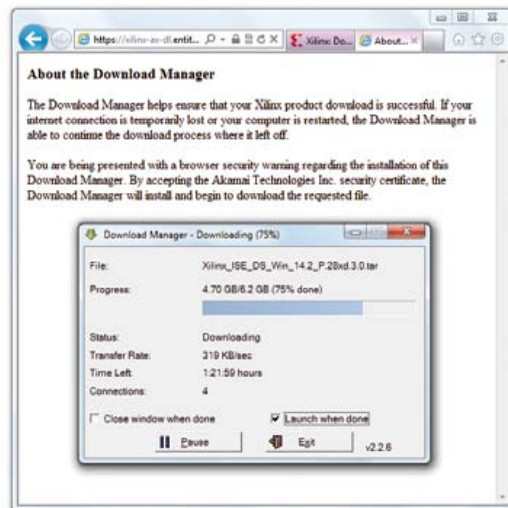 https://xilinx-av-dl.entit...
Xilinx: Do...
About...
About the Download Manager
The Download Manager helps ensure that your Xilinx product download is successful. If your
internet connection is temporarily lost or your computer is restarted, the Download Manager is
able to continue the download process where it left off.
You are being presented with a browser security warning regarding the installation of this
Download Manager. By accepting the Akamai Technologies Inc. security certificate, the
Download Manager will install and begin to download the requested file.
Download Manager - Downloading (75%)
File: Xilinx_ISE_DS_Win_14.2_P.28xd.3.0.tar
Progress: 4.70 GB/6.2 GB (75% done)
Status: Downloading
Transfer Rate: 319 KB/sec
Time Left: 1:21:59 hours
Connections: 4
Close window when done Launch when done
Pause Exit v2.2.6